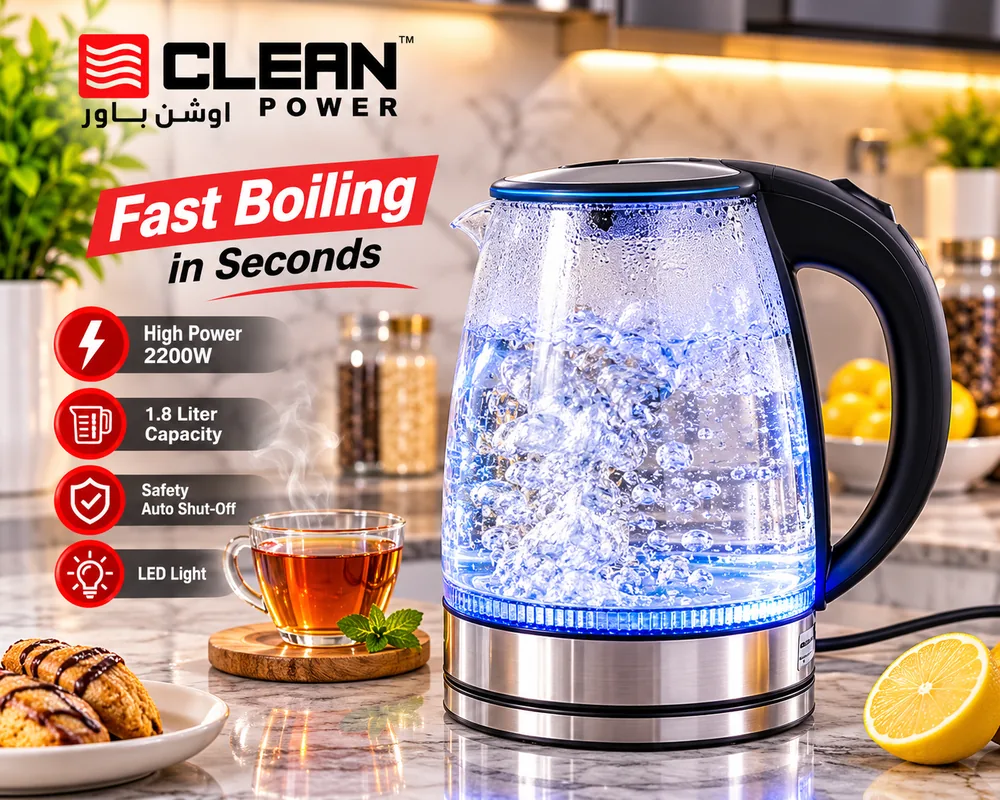 CLEAN™
POWER
اوشن باور
Fast Boiling
in Seconds
High Power
2200W
1.8 Liter
Capacity
Safety
Auto Shut-Off
LED Light